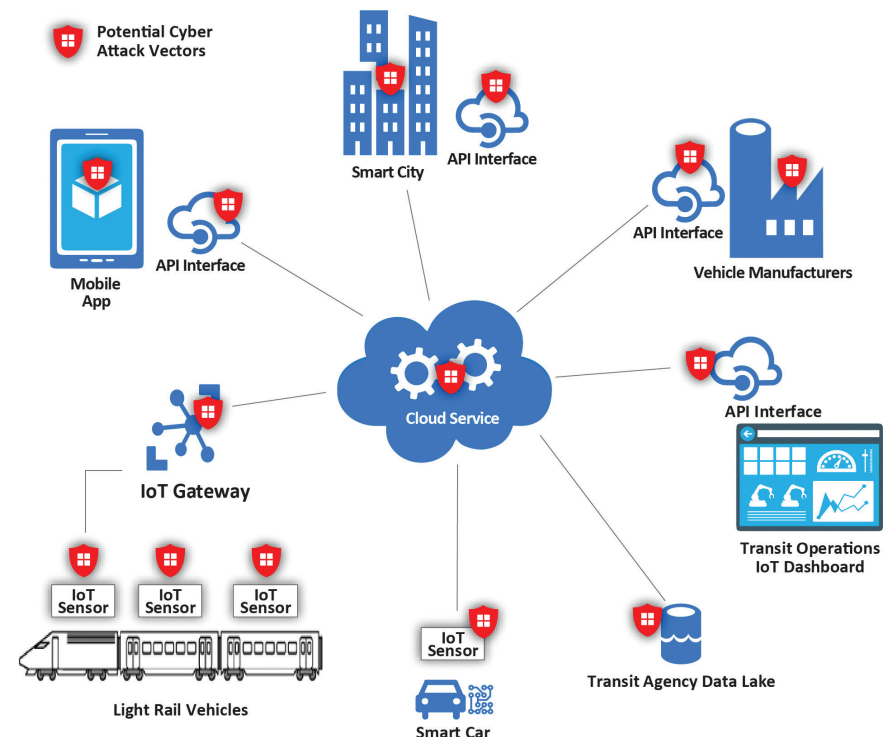 Potential Cyber
Attack Vectors
Smart City
API Interface
API Interface
Vehicle Manufacturers
Mobile
App
API Interface
Cloud Service
API Interface
IoT Gateway
Transit Operations
IoT Dashboard
IoT
Sensor
IoT
Sensor
IoT
Sensor
Light Rail Vehicles
IoT
Sensor
Smart Car
Transit Agency Data Lake